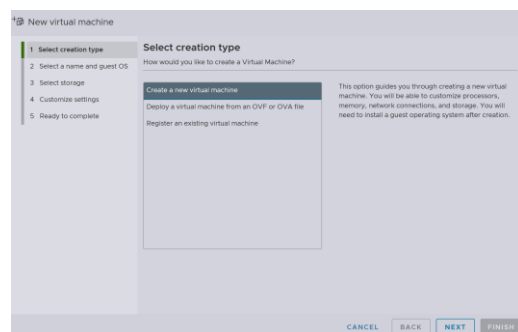 New virtual machine
1 Select creation type
2 Select a name and guest OS
3 Select storage
4 Customize settings
5 Ready to complete
Select creation type
How would you like to create a Virtual Machine?
Create a new virtual machine
Deploy a virtual machine from an OVF or OVA file
Register an existing virtual machine
This option guides you through creating a new virtual
machine. You will be able to customize processors,
memory, network connections, and storage. You will
need to install a guest operating system after creation.
CANCEL BACK NEXT FINISH